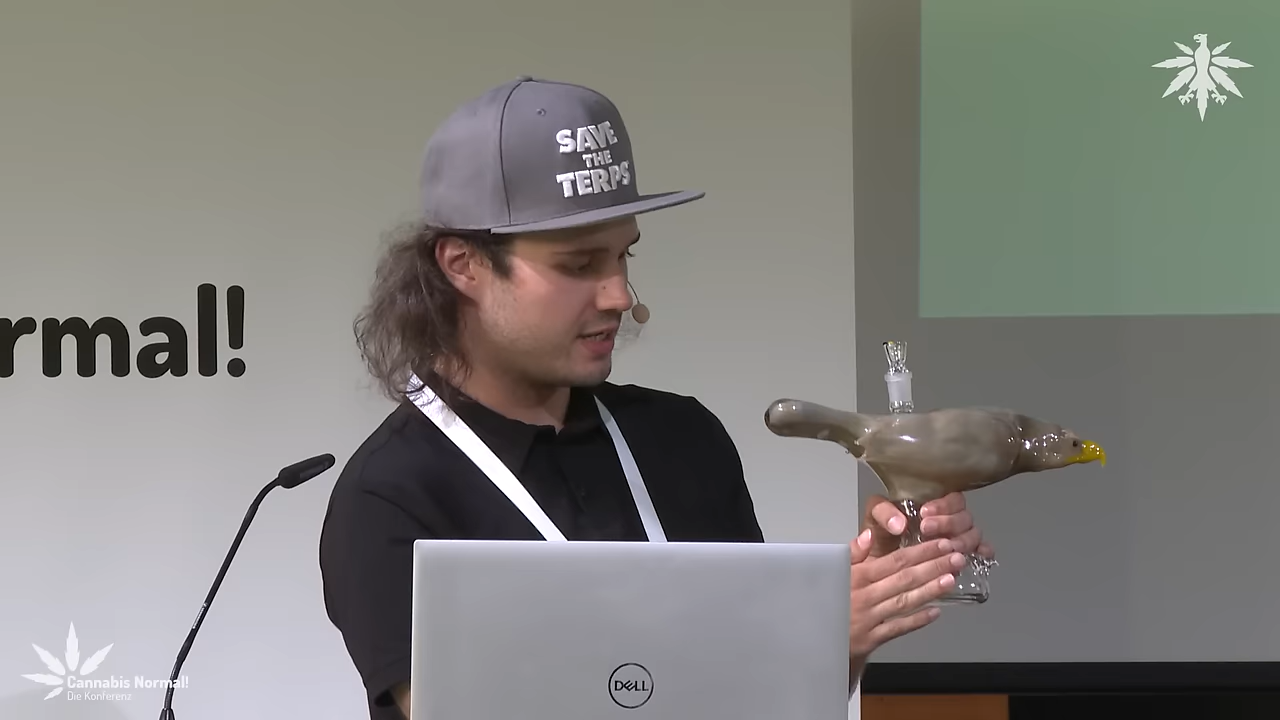 SAVE
THE
TERPS
rmal!
DELL
Cannabis Normal!
Die Konferenz